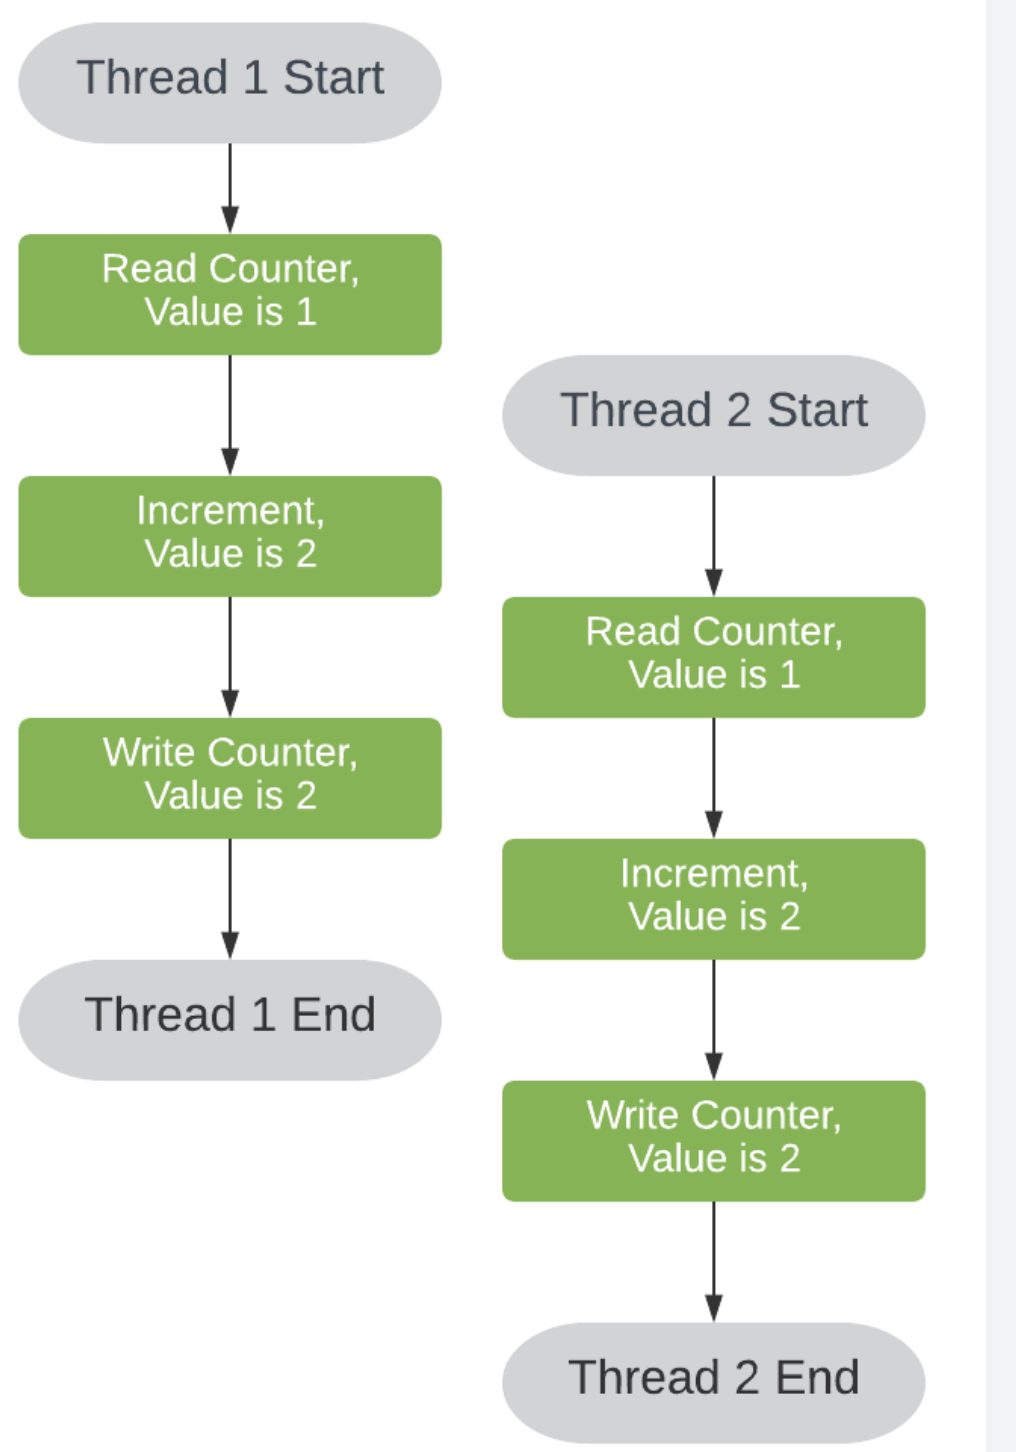 Thread 1 Start
Read Counter,
Value is 1
Increment,
Value is 2
Write Counter,
Value is 2
Thread 1 End
Thread 2 Start
Read Counter,
Value is 1
Increment,
Value is 2
Write Counter,
Value is 2
Thread 2 End